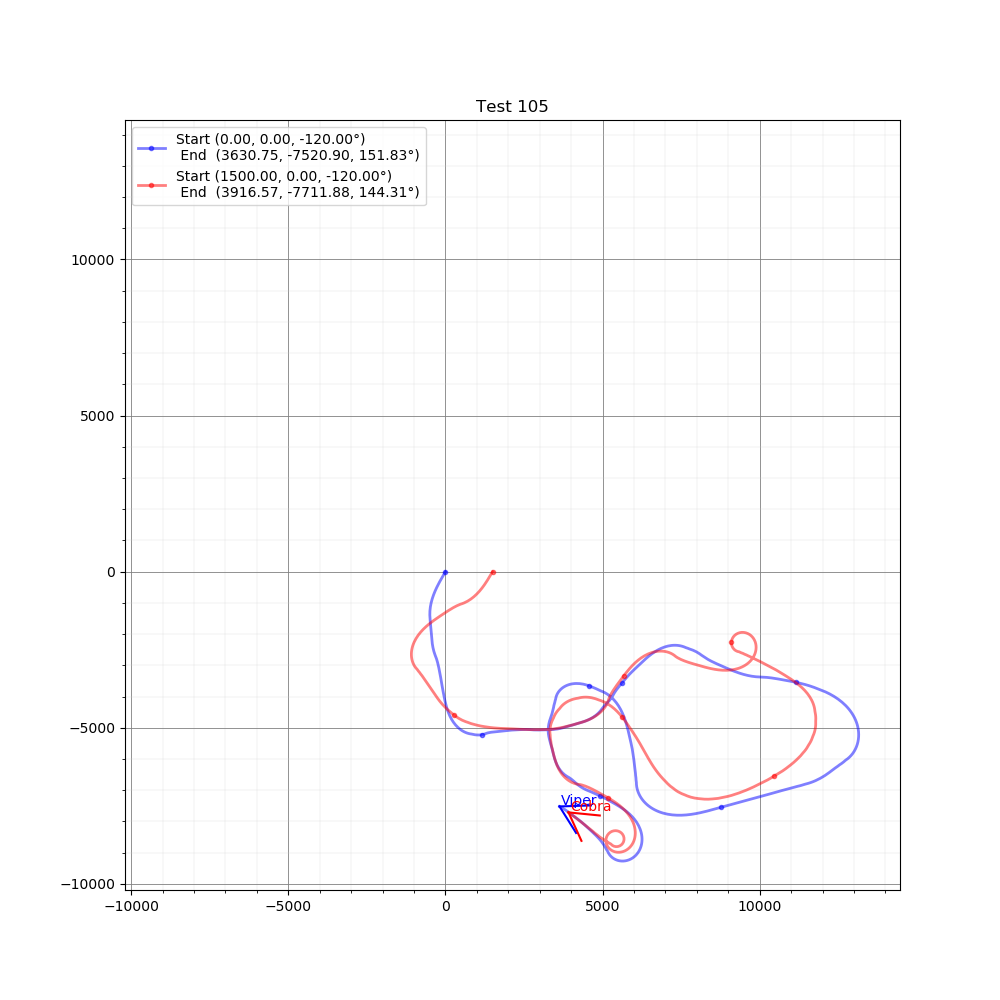 Test 105
Start (0.00, 0.00, -120.00°)
End (3630.75, -7520.90, 151.83°)
Start (1500.00, 0.00, -120.00°)
End (3916.57, -7711.88, 144.31°)
10000
5000
0
−5000
−10000
Viper
Cobra
−10000
−5000
0
5000
10000